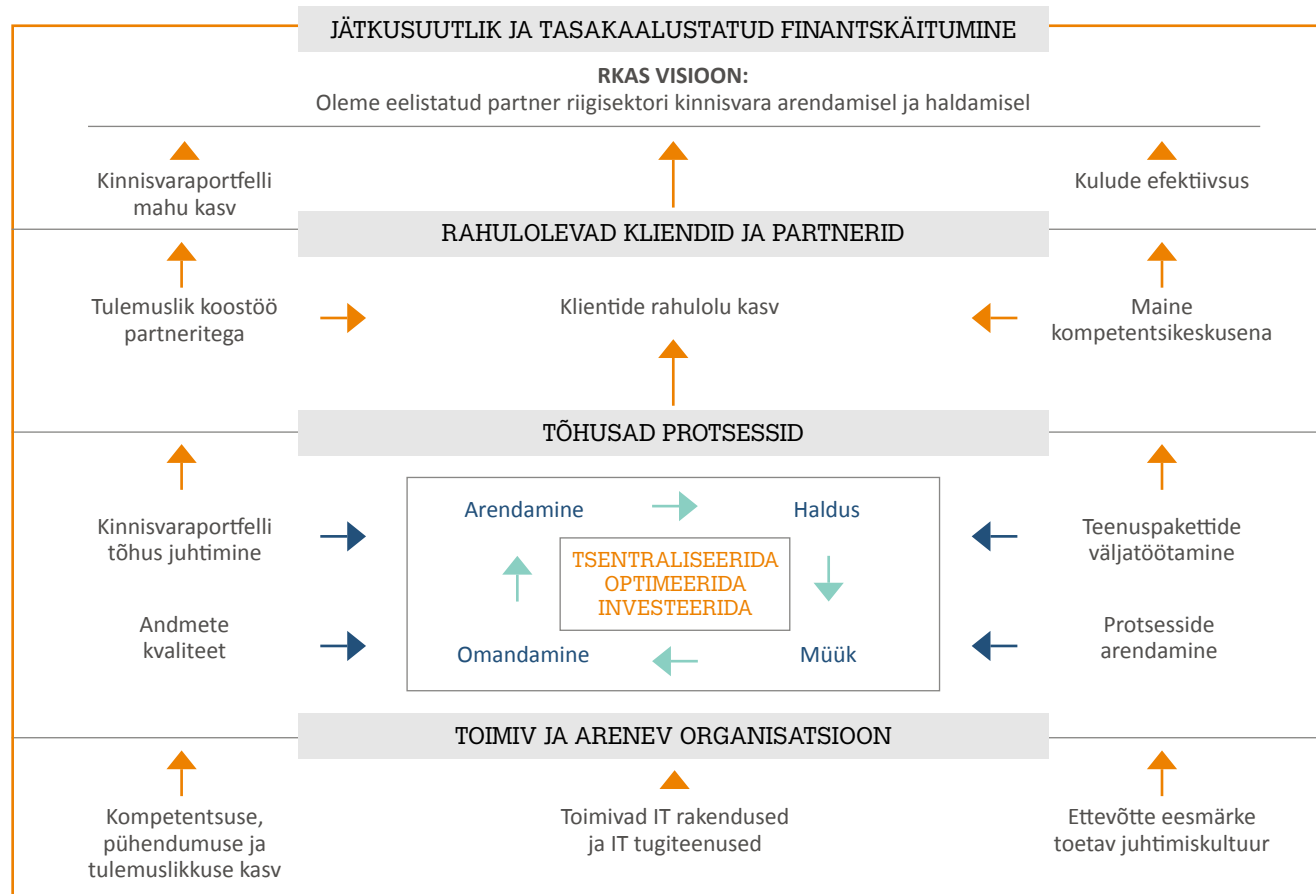 JÄTKUSUUTLIK JA TASAKAALUSTATUD FINANTSKÄITUMINE
RKAS VISIOON:
Oleme eelistatud partner riigisektori kinnisvara arendamisel ja haldamisel
Kinnisvaraportfelli
mahu kasv
Kulude efektiivsus
RAHULOLEVAD KLIENDID JA PARTNERID
Tulemuslik koostöö
partneritega
Klientide rahulolu kasv
Maine
kompetentsikeskusena
TÕHUSAD PROTSESSID
Kinnisvaraportfelli
tõhus juhtimine
Arendamine
Haldus
Teenuspakettide
väljatöötamine
TSENTRALISEERIDA
OPTIMEERIDA
INVESTEERIDA
Andmete
kvaliteet
Omandamine
Müük
Protsesside
arendamine
TOIMIV JA ARENEV ORGANISATSIOON
Kompetentsuse,
pühendumuse ja
tulemuslikkuse kasv
Toimivad IT rakendused
ja IT tugiteenused
Ettevõtte eesmärke
toetav juhtimiskultuur